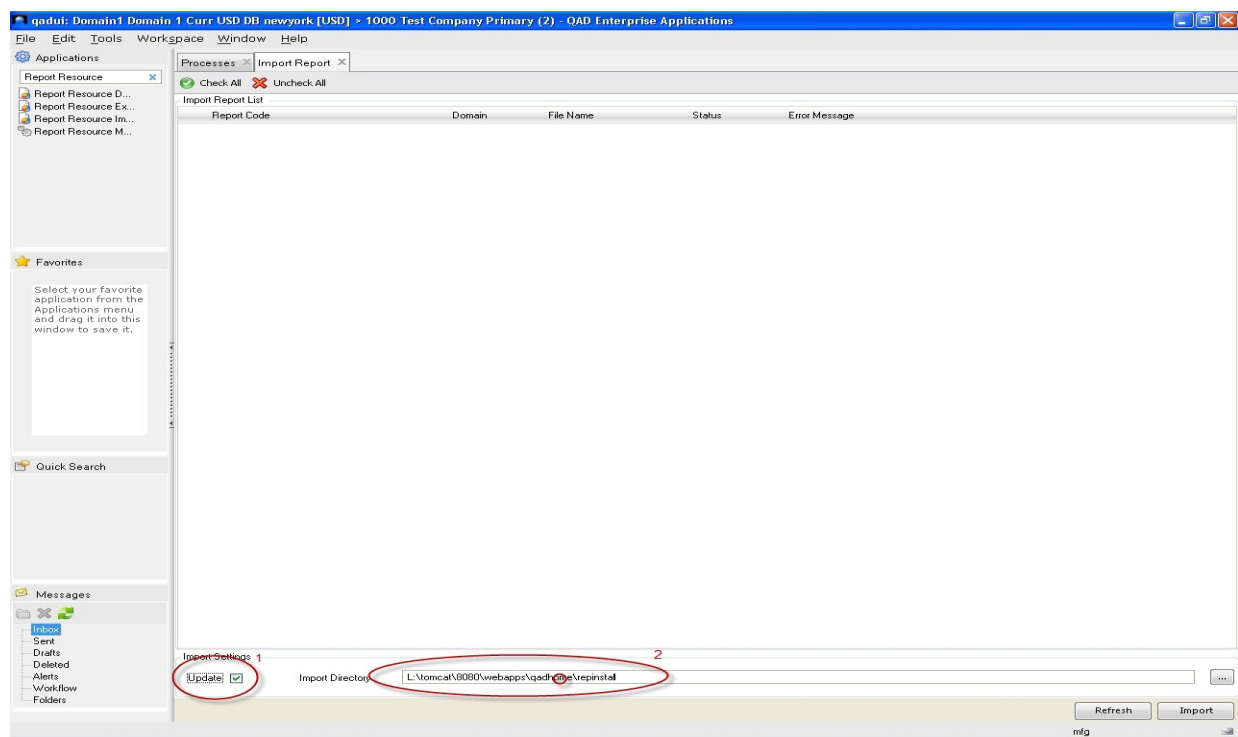 qadui: Domain1 Domain 1 Curr USD DB newyork [USD] > 1000 Test Company Primary (2) - QAD Enterprise Applications
File Edit Tools Workspace Window Help
Applications
Report Resource
Report Resource D...
Report Resource Ex...
Report Resource Im...
Report Resource M...
Favorites
Select your favorite
application from the
Applications menu
and drag it into this
window to save it.
Quick Search
Messages
Inbox
Sent
Drafts
Deleted
Alerts
Workflow
Folders
Processes Import Report
Check All Uncheck All
Import Report List
Report Code Domain File Name Status Error Message
Import Settings 1 2
Update Import Directory L:\tomcat\8080\webapps\qadhome\repinstall ...
Refresh Import
mfg